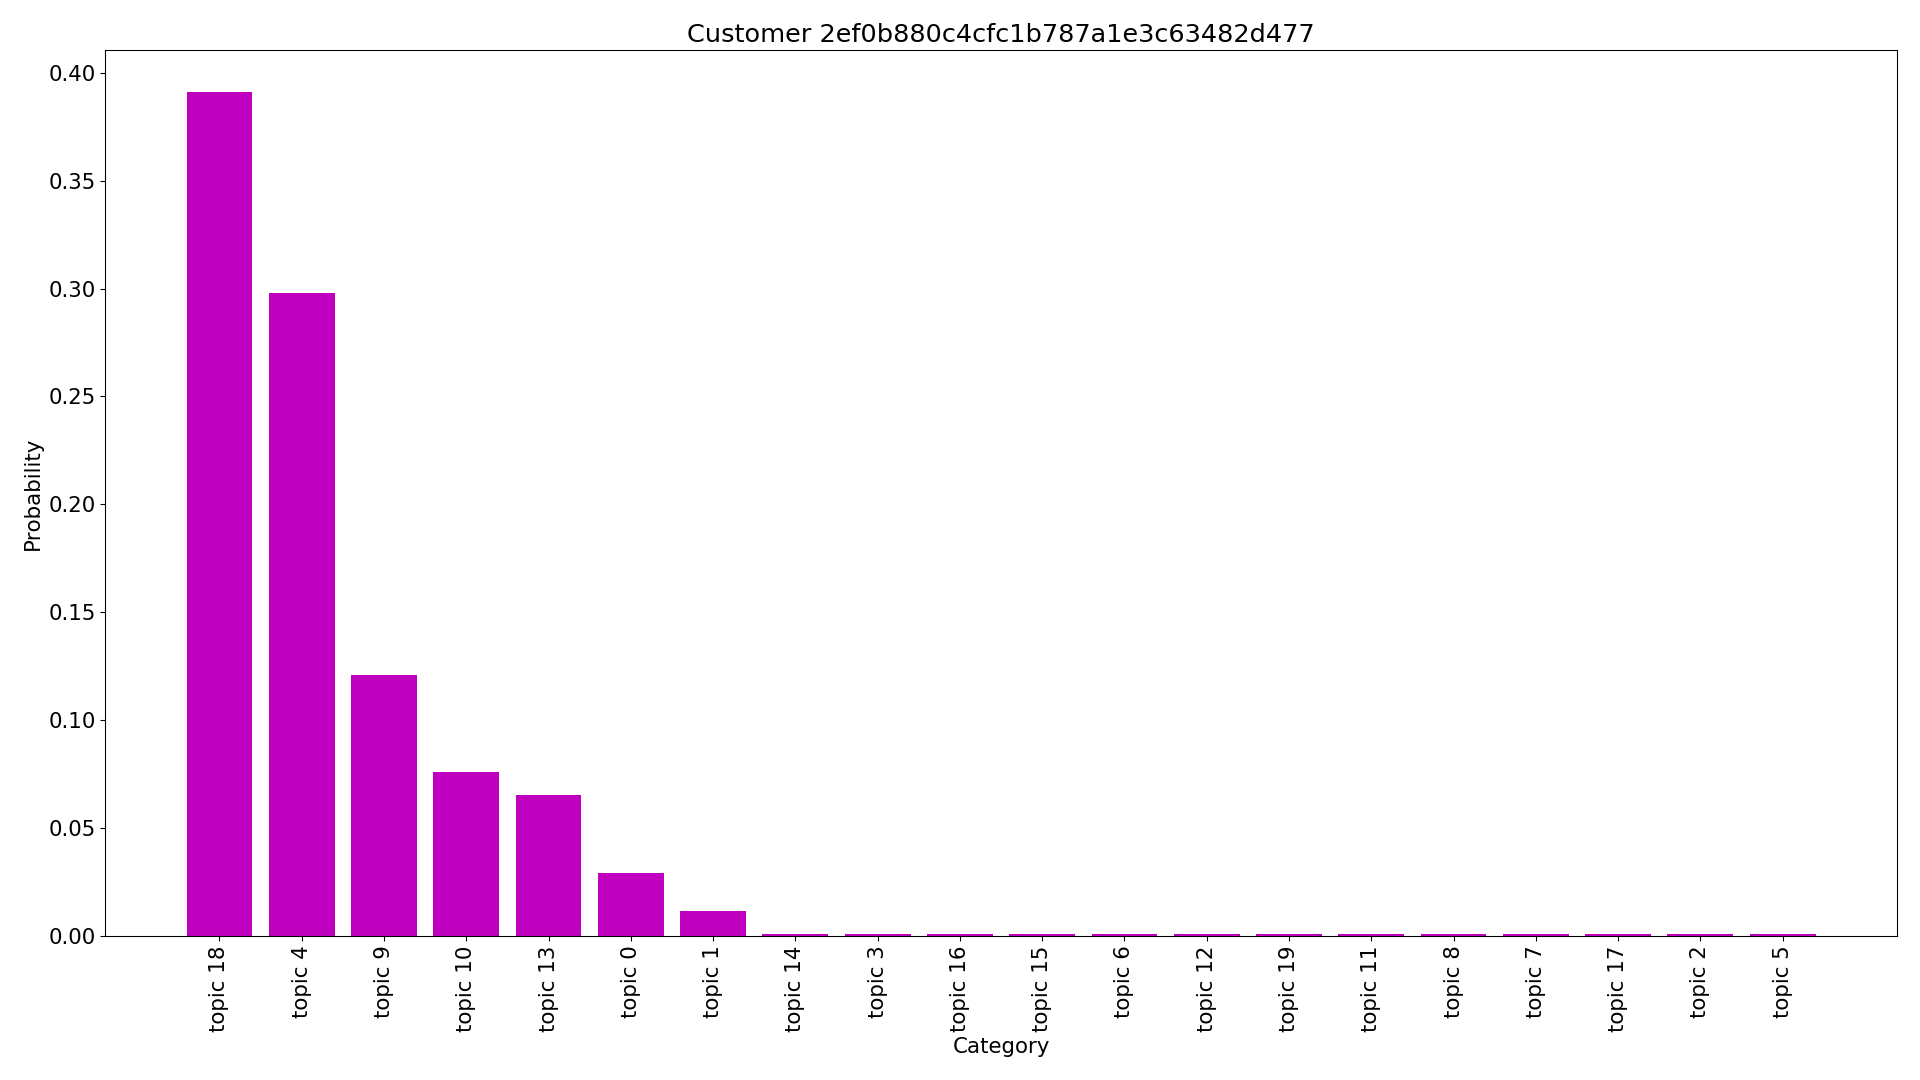 Customer 2ef0b880c4cfc1b787a1e3c63482d477
Probability
0.40
0.35
0.30
0.25
0.20
0.15
0.10
0.05
0.00
topic 18
topic 4
topic 9
topic 10
topic 13
topic 0
topic 1
topic 14
topic 3
topic 16
topic 15
topic 6
topic 12
topic 19
topic 11
topic 8
topic 7
topic 17
topic 2
topic 5
Category